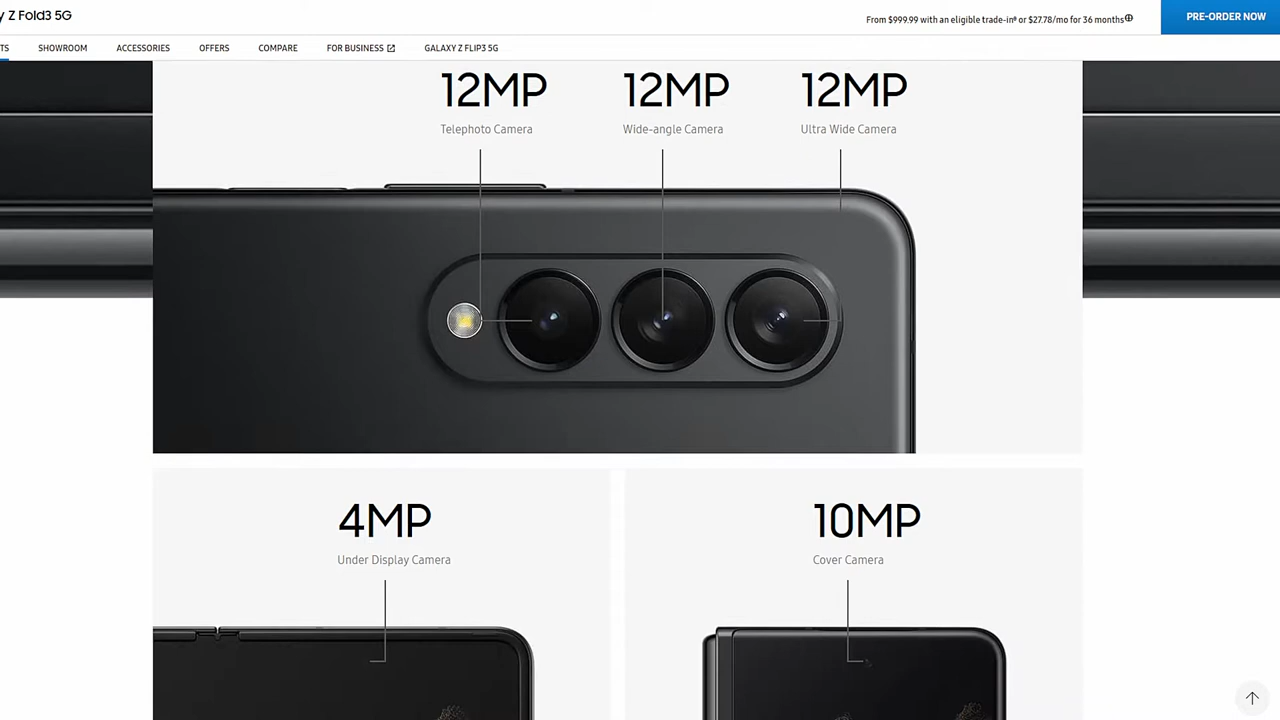 y Z Fold3 5G
From $999.99 with an eligible trade-in⁸ or $27.78/mo for 36 months
PRE-ORDER NOW
TS
SHOWROOM
ACCESSORIES
OFFERS
COMPARE
FOR BUSINESS
GALAXY Z FLIP3 5G
12MP
12MP
12MP
Telephoto Camera
Wide-angle Camera
Ultra Wide Camera
4MP
10MP
Under Display Camera
Cover Camera